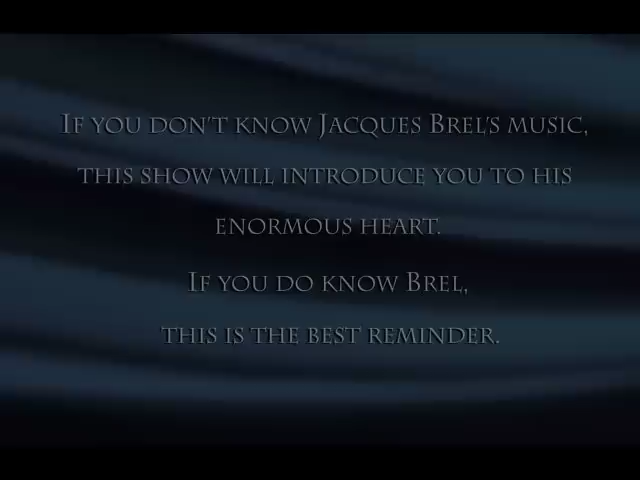 If you don't know Jacques Brel's music,
this show will introduce you to his
enormous heart.
If you do know Brel,
this is the best reminder.